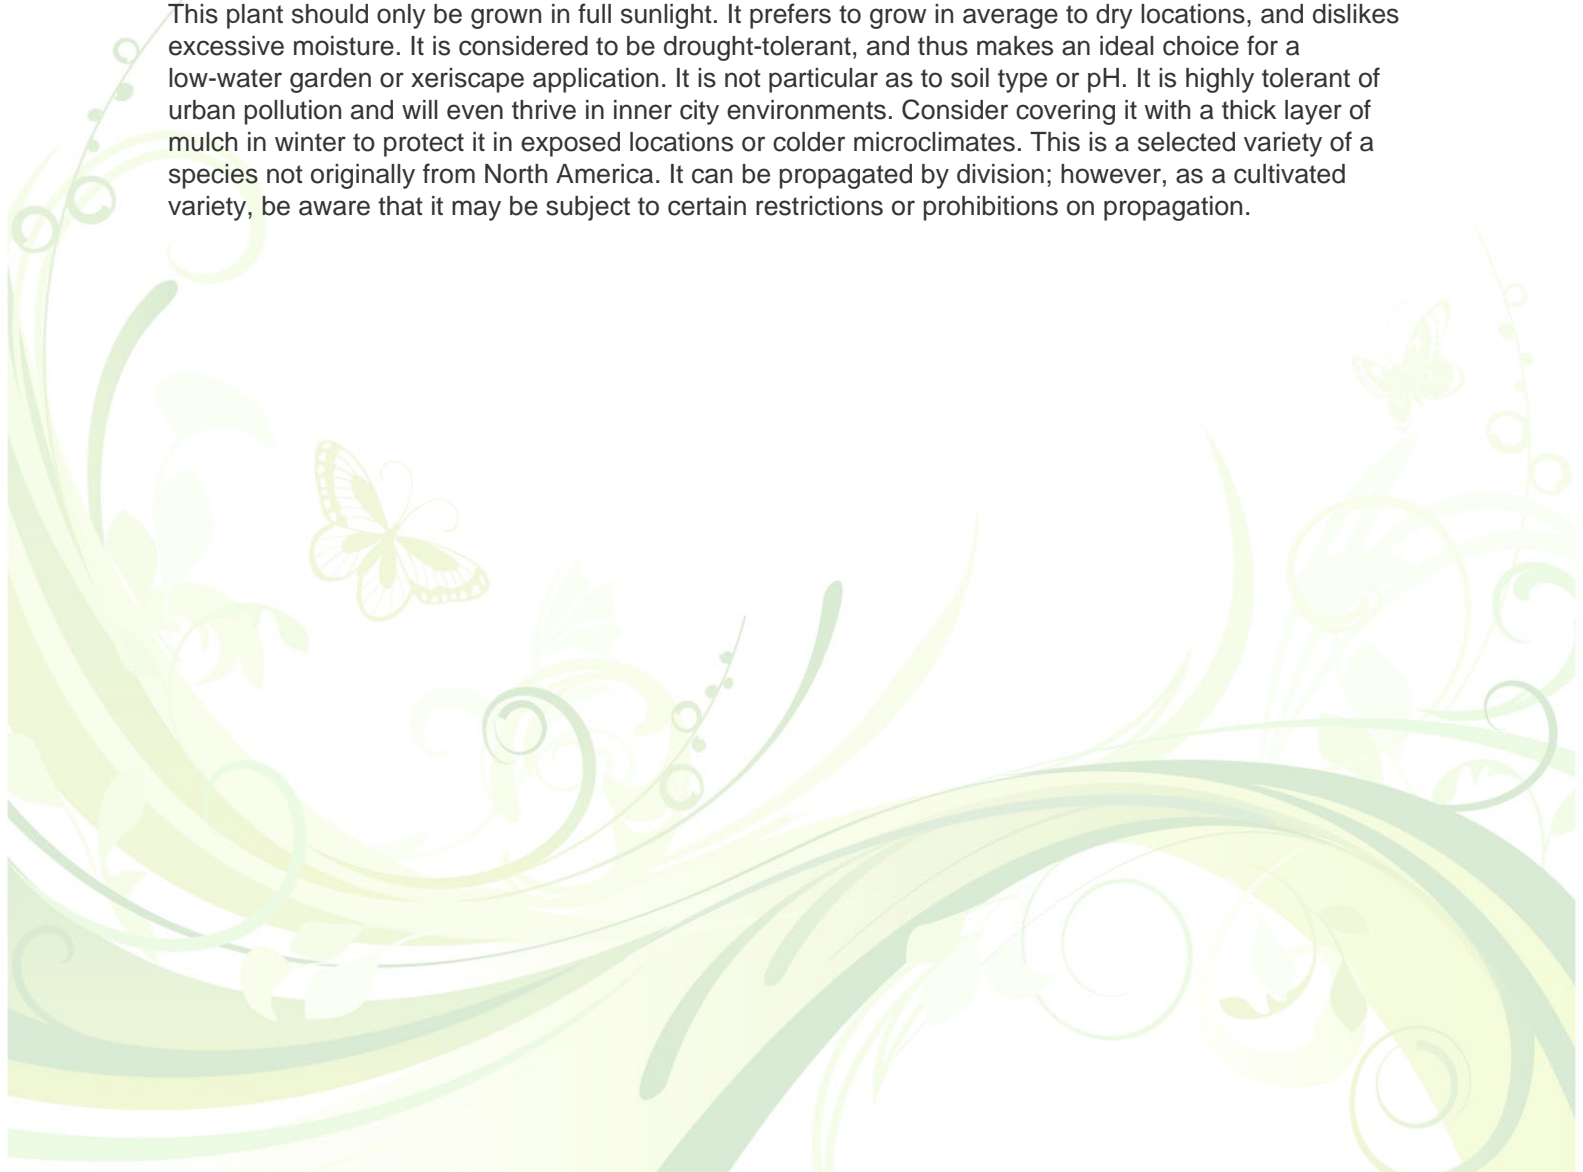 This plant should only be grown in full sunlight. It prefers to grow in average to dry locations, and dislikes
excessive moisture. It is considered to be drought-tolerant, and thus makes an ideal choice for a
low-water garden or xeriscape application. It is not particular as to soil type or pH. It is highly tolerant of
urban pollution and will even thrive in inner city environments. Consider covering it with a thick layer of
mulch in winter to protect it in exposed locations or colder microclimates. This is a selected variety of a
species not originally from North America. It can be propagated by division; however, as a cultivated
variety, be aware that it may be subject to certain restrictions or prohibitions on propagation.